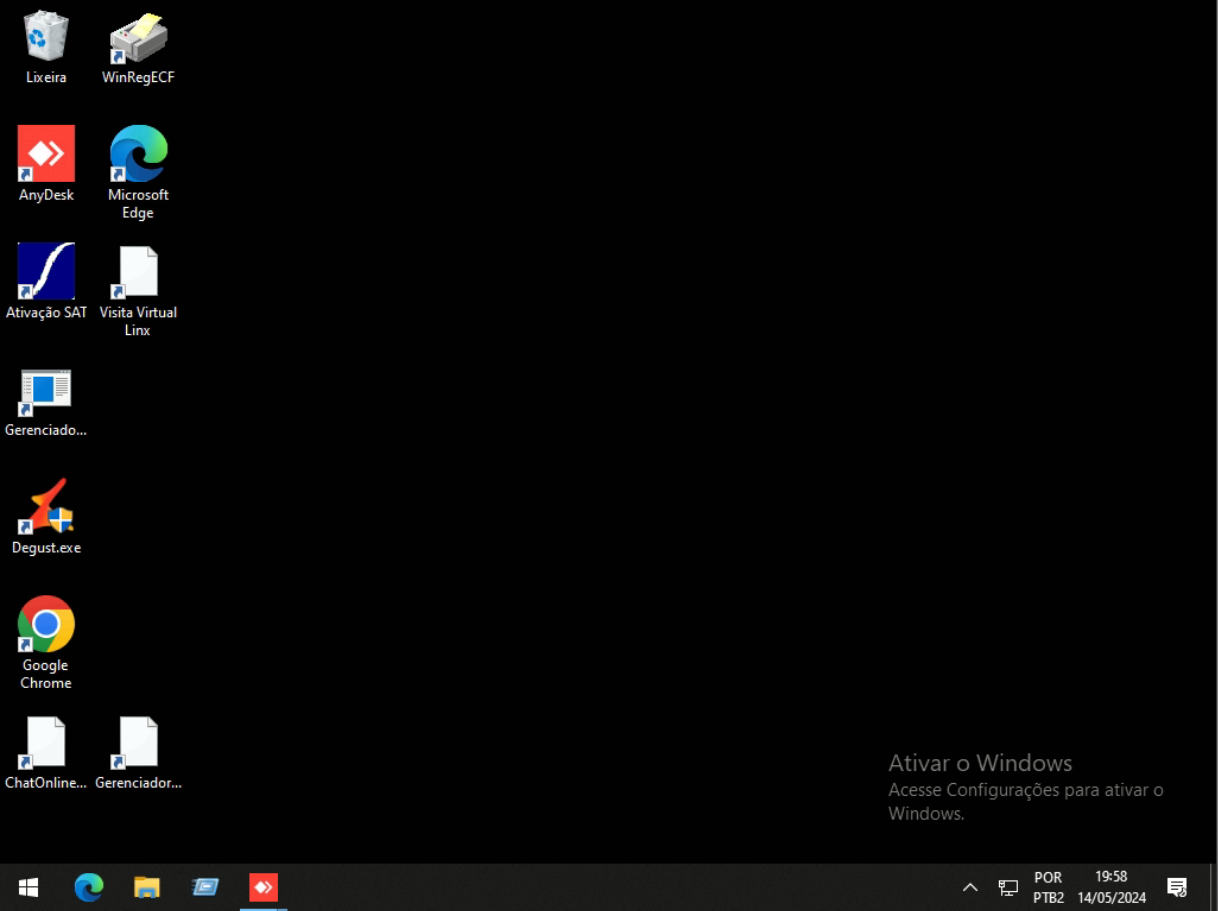 Lixeira
WinRegECF
AnyDesk
Microsoft
Edge
Ativação SAT
Visita Virtual
Linx
Gerenciado...
Degust.exe
Google
Chrome
ChatOnline...
Gerenciador...
Ativar o Windows
Acesse Configurações para ativar o
Windows.
POR
PTB2
19:58
14/05/2024